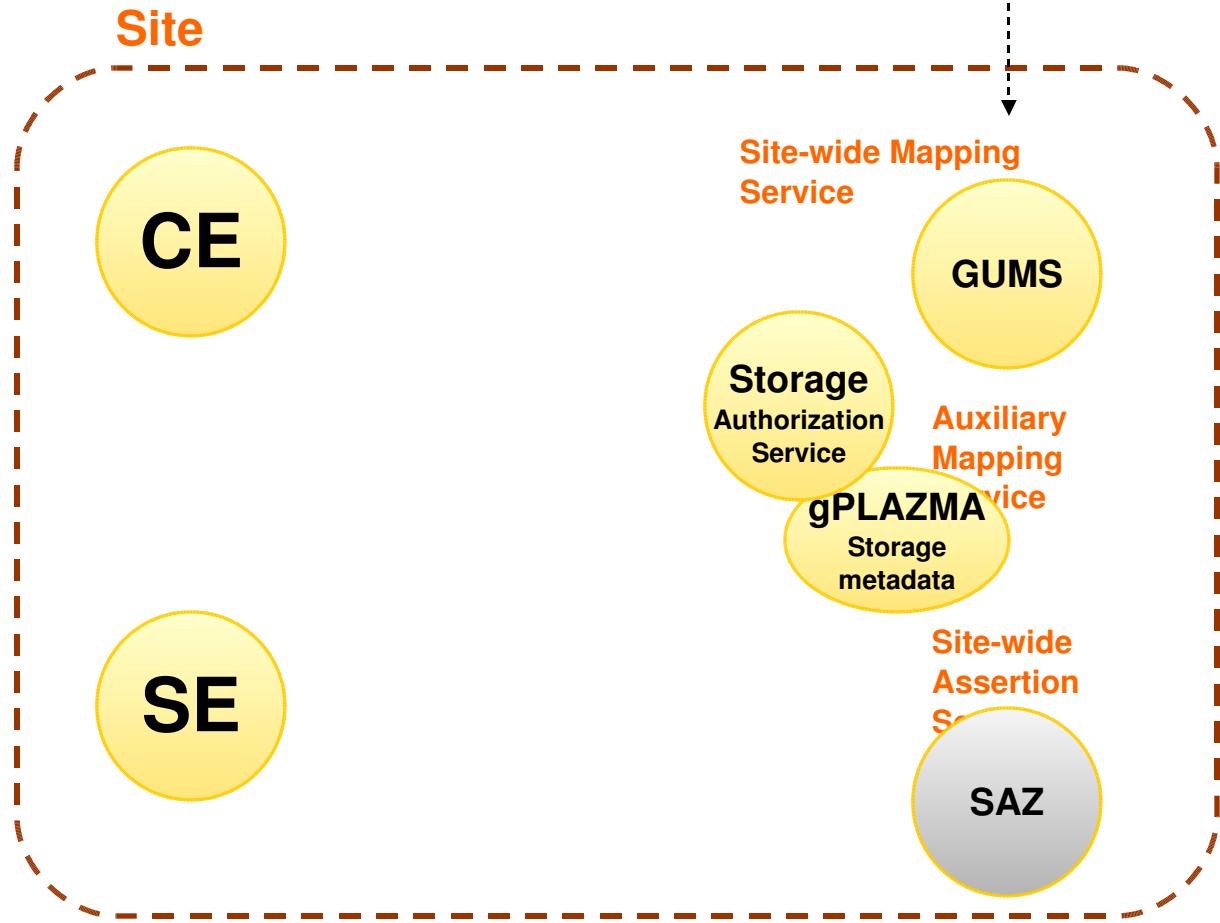 Site
Site-wide Mapping
Service
CE
GUMS
Storage
Authorization
Service
Auxiliary
Mapping
gPLAZMA
Storage
metadata
Site-wide
Assertion
SE
SAZ